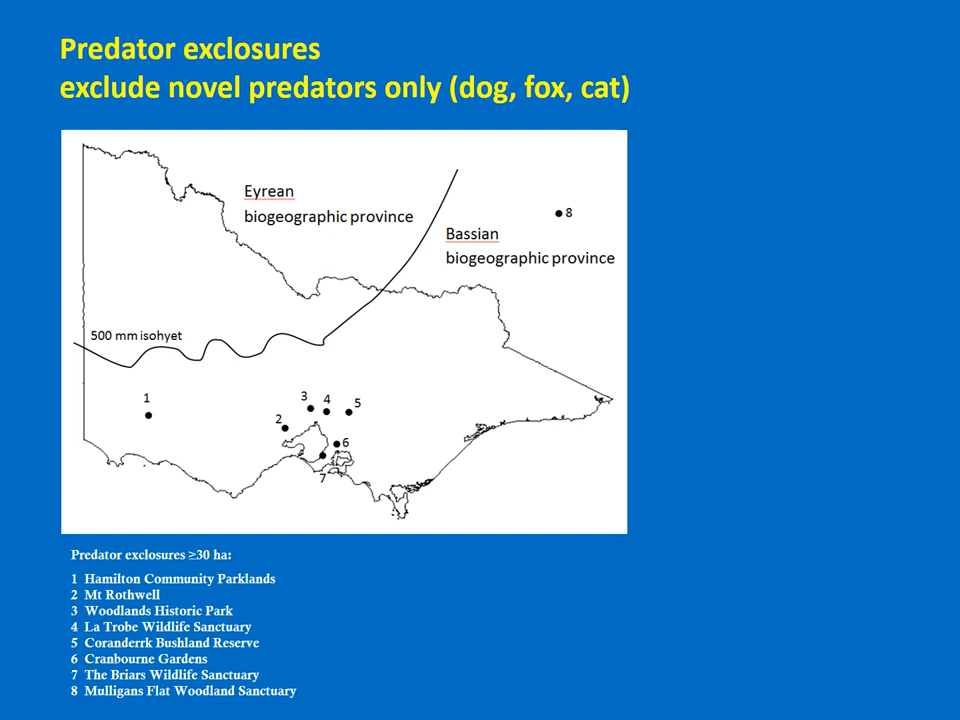 Predator exclosures
exclude novel predators only (dog, fox, cat)
Eyrean
biogeographic province
8
Bassian
biogeographic province
500 mm isohyet
1
3
4
5
2
6
7
Predator exclosures ≥30 ha:
1 Hamilton Community Parklands
2 Mt Rothwell
3 Woodlands Historic Park
4 La Trobe Wildlife Sanctuary
5 Coranderrk Bushland Reserve
6 Cranbourne Gardens
7 The Briars Wildlife Sanctuary
8 Mulligans Flat Woodland Sanctuary